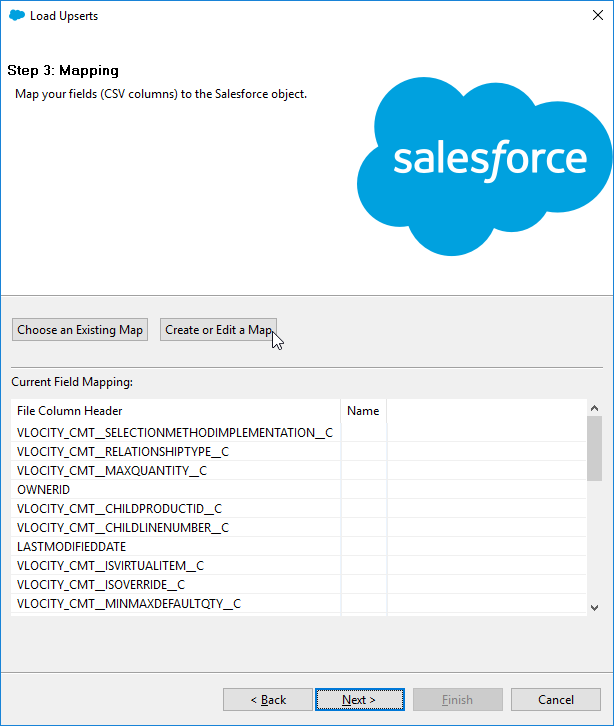 Load Upserts
Step 3: Mapping
Map your fields (CSV columns) to the Salesforce object.
salesforce
Choose an Existing Map
Create or Edit a Map
Current Field Mapping:
File Column Header
Name
VLOCITY_CMT__SELECTIONMETHODIMPLEMENTATION__C
VLOCITY_CMT__RELATIONSHIPTYPE__C
VLOCITY_CMT__MAXQUANTITY__C
OWNERID
VLOCITY_CMT__CHILDPRODUCTID__C
VLOCITY_CMT__CHILDLINENUMBER__C
LASTMODIFIEDDATE
VLOCITY_CMT__ISVIRTUALITEM__C
VLOCITY_CMT__ISOVERRIDE__C
VLOCITY_CMT__MINMAXDEFAULTQTY__C
< Back
Next >
Finish
Cancel